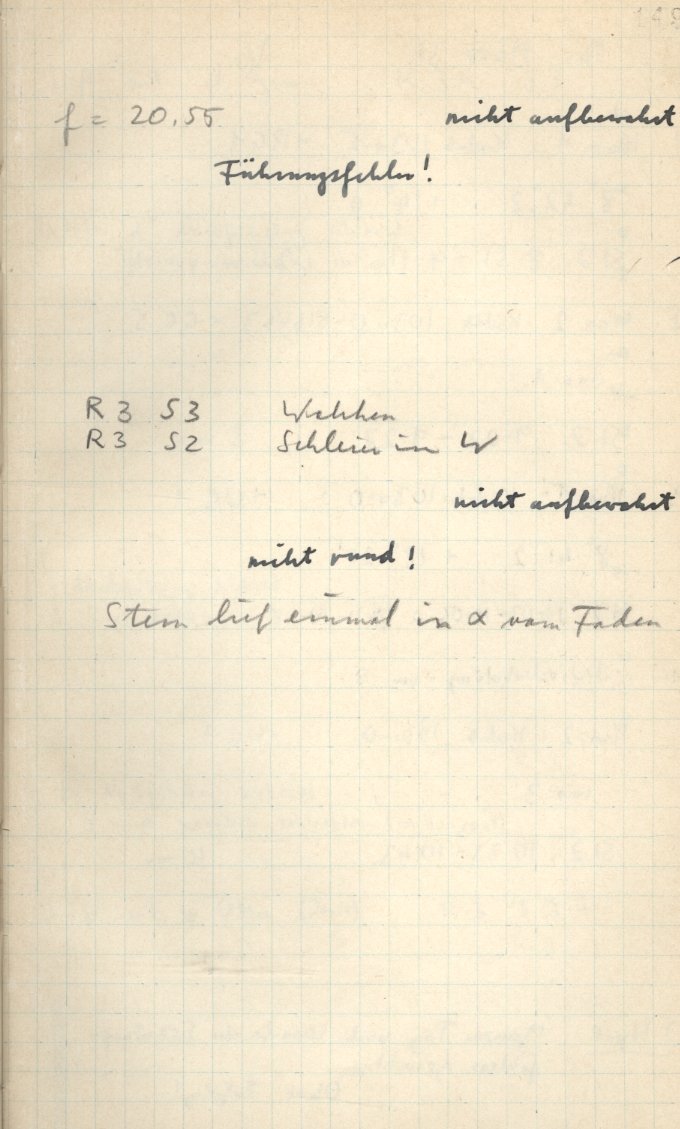 f = 20,55 nicht aufbewahrt
Führungsfehler!
R3 S3 Wolken
R3 S2 Schleier in W
nicht aufbewahrt
nicht rund!
Stern lief einmal in α vom Faden